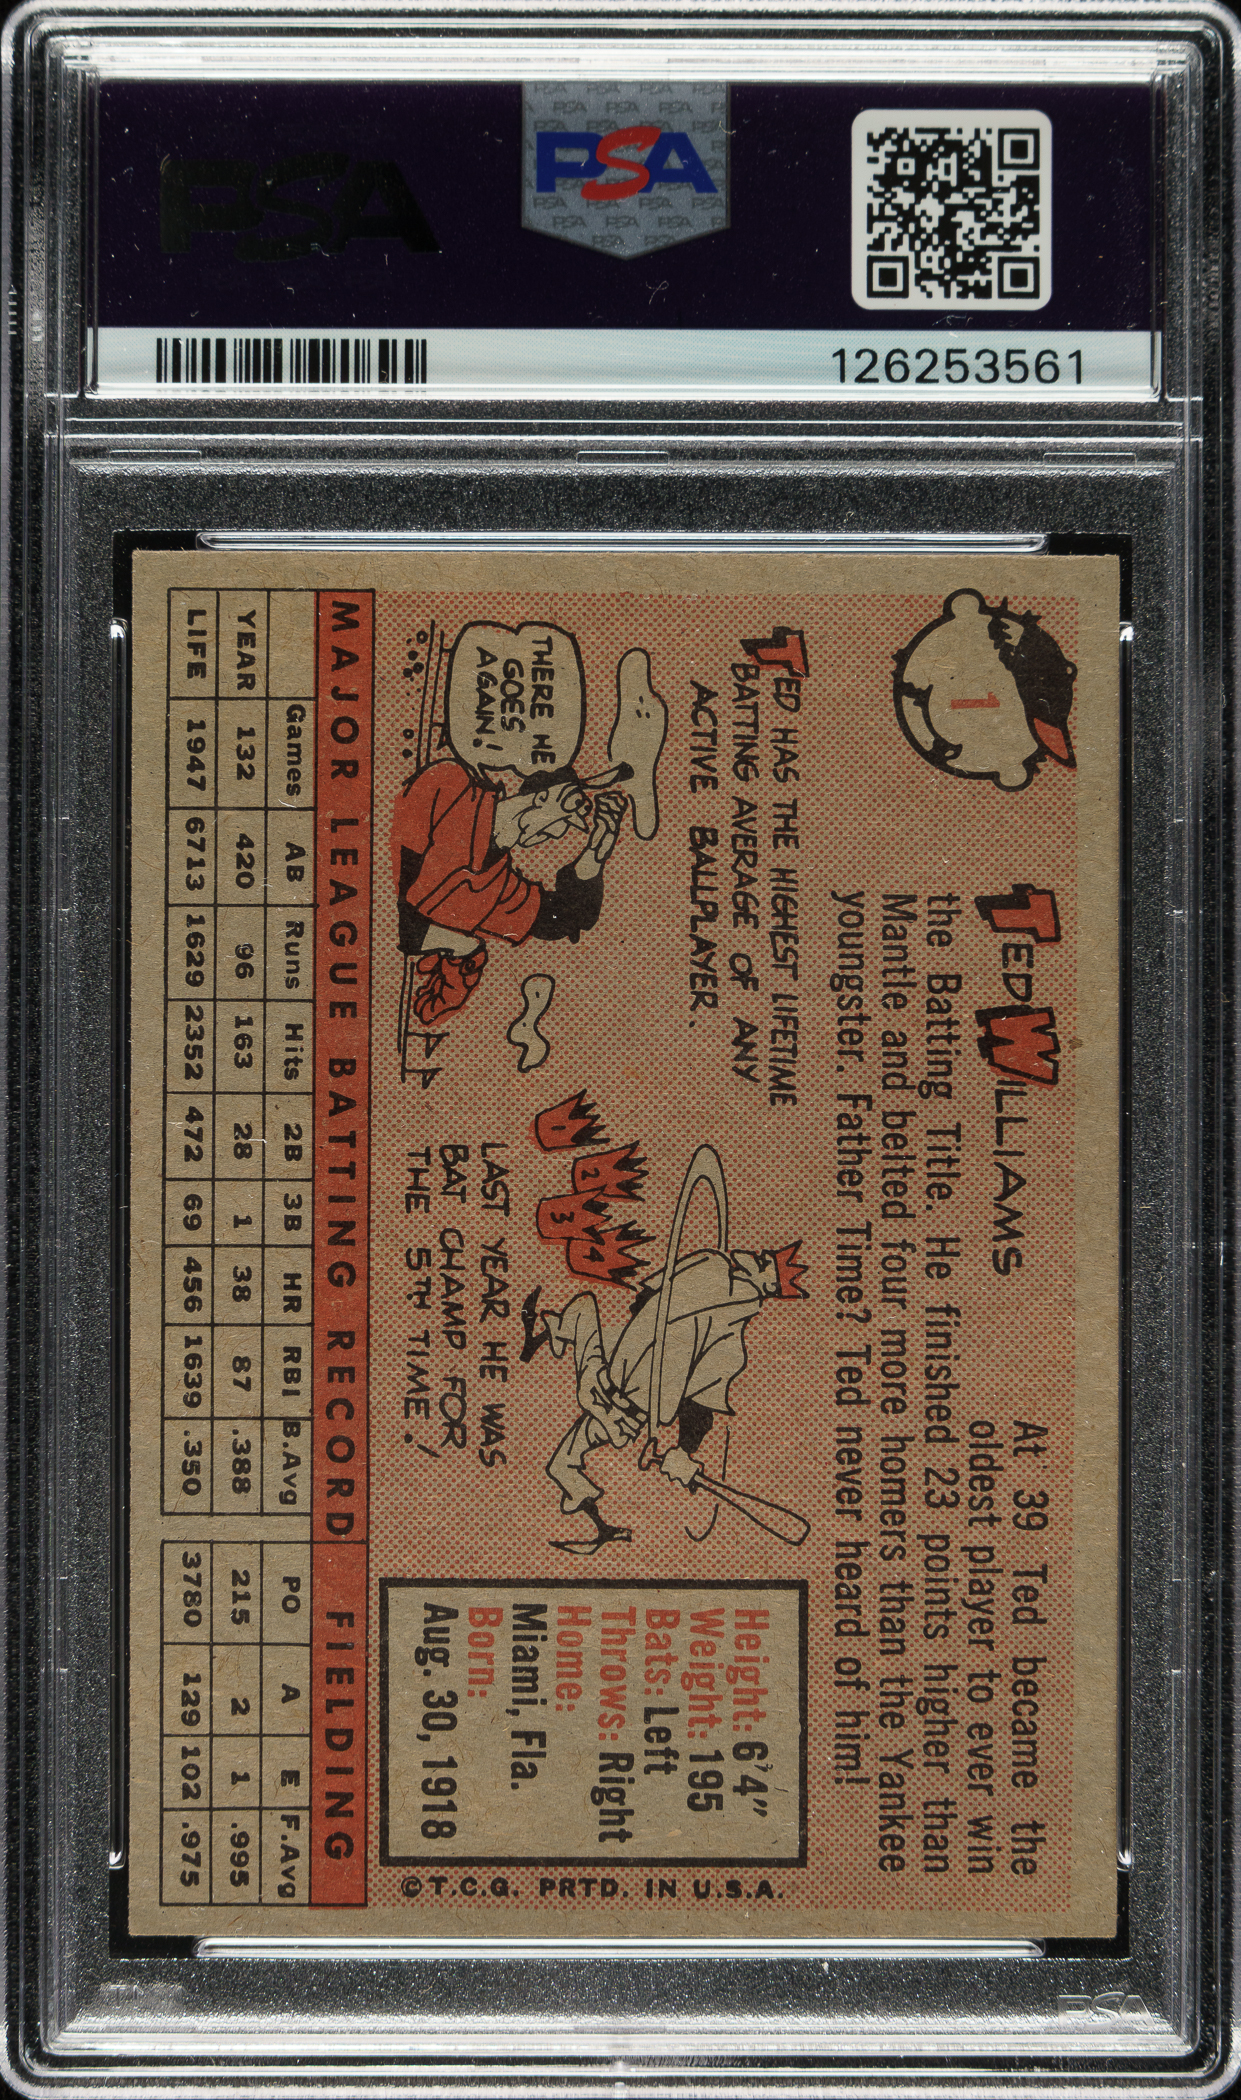 PSA
PSA
126253561
1
TED WILLIAMS
At 39 Ted became the
oldest player to ever win
the Batting Title. He finished 23 points higher than
Mantle and belted four more homers than the Yankee
youngster. Father Time? Ted never heard of him!
TED HAS THE HIGHEST LIFETIME
BATTING AVERAGE OF ANY
ACTIVE BALLPLAYER.
THERE HE
GOES
AGAIN!
1
2
3
4
LAST YEAR HE WAS
BAT CHAMP FOR
THE 5TH TIME!
Height: 6'4"
Weight: 195
Bats: Left
Throws: Right
Home:
Miami, Fla.
Born:
Aug. 30, 1918
© T.C.G. PRTD. IN U.S.A.
MAJOR LEAGUE BATTING RECORD FIELDING
Games AB Runs Hits 2B 3B HR RBI B.Avg PO A E F.Avg
YEAR 132 420 96 163 28 1 38 87 .388 215 2 1 .995
LIFE 1947 6713 1629 2352 472 69 456 1639 .350 3780 129 102 .975
PSA